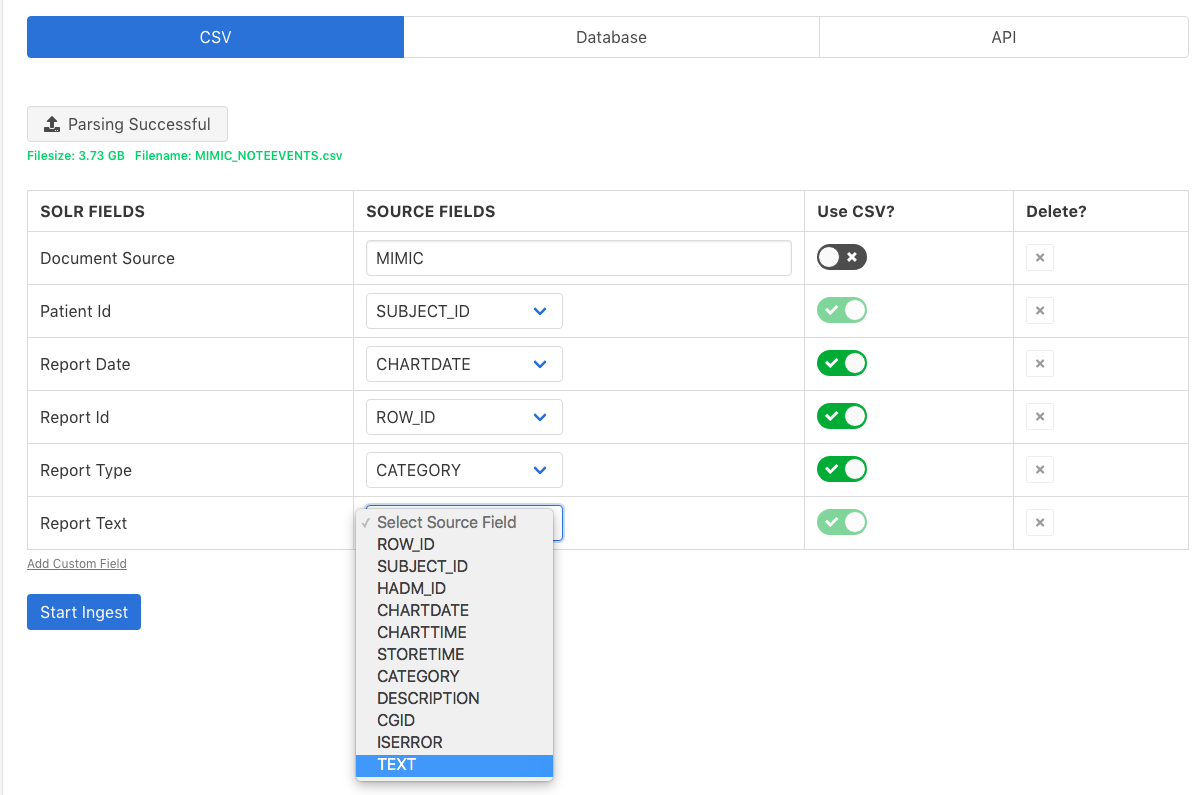 CSV Database API
Parsing Successful
Filesize: 3.73 GB Filename: MIMIC_NOTEEVENTS.csv
SOLR FIELDS SOURCE FIELDS Use CSV? Delete?
Document Source MIMIC
Patient Id SUBJECT_ID
Report Date CHARTDATE
Report Id ROW_ID
Report Type CATEGORY
Report Text Select Source Field
ROW_ID
SUBJECT_ID
HADM_ID
CHARTDATE
CHARTTIME
STORETIME
CATEGORY
DESCRIPTION
CGID
ISERROR
TEXT
Add Custom Field
Start Ingest